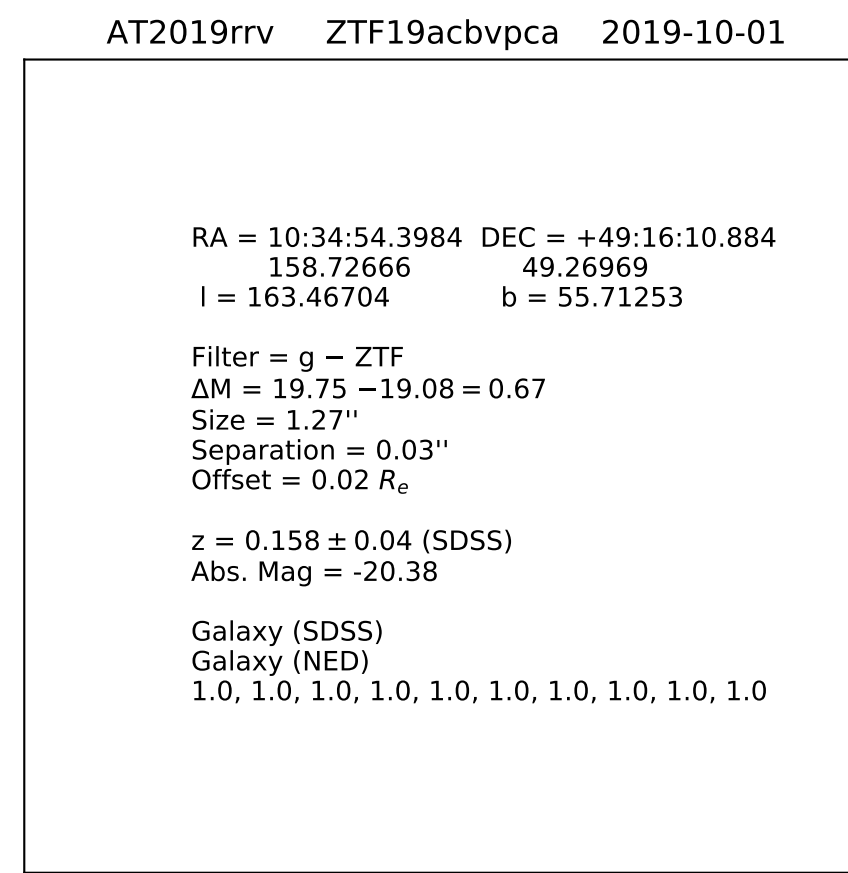 AT2019rrv ZTF19acbvpca 2019-10-01
RA = 10:34:54.3984 DEC = +49:16:10.884
158.72666 49.26969
l = 163.46704 b = 55.71253
Filter = g − ZTF
ΔM = 19.75 −19.08 = 0.67
Size = 1.27''
Separation = 0.03''
Offset = 0.02 Re
z = 0.158 ± 0.04 (SDSS)
Abs. Mag = -20.38
Galaxy (SDSS)
Galaxy (NED)
1.0, 1.0, 1.0, 1.0, 1.0, 1.0, 1.0, 1.0, 1.0, 1.0